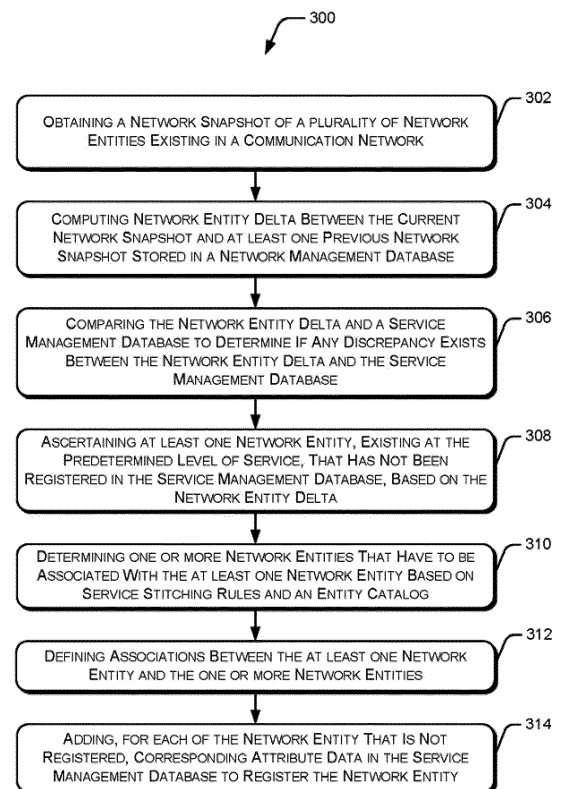 300
302
OBTAINING A NETWORK SNAPSHOT OF A PLURALITY OF NETWORK
ENTITIES EXISTING IN A COMMUNICATION NETWORK
304
COMPUTING NETWORK ENTITY DELTA BETWEEN THE CURRENT
NETWORK SNAPSHOT AND AT LEAST ONE PREVIOUS NETWORK
SNAPSHOT STORED IN A NETWORK MANAGEMENT DATABASE
306
COMPARING THE NETWORK ENTITY DELTA AND A SERVICE
MANAGEMENT DATABASE TO DETERMINE IF ANY DISCREPANCY EXISTS
BETWEEN THE NETWORK ENTITY DELTA AND THE SERVICE
MANAGEMENT DATABASE
308
ASCERTAINING AT LEAST ONE NETWORK ENTITY, EXISTING AT THE
PREDETERMINED LEVEL OF SERVICE, THAT HAS NOT BEEN
REGISTERED IN THE SERVICE MANAGEMENT DATABASE, BASED ON THE
NETWORK ENTITY DELTA
310
DETERMINING ONE OR MORE NETWORK ENTITIES THAT HAVE TO BE
ASSOCIATED WITH THE AT LEAST ONE NETWORK ENTITY BASED ON
SERVICE STITCHING RULES AND AN ENTITY CATALOG
312
DEFINING ASSOCIATIONS BETWEEN THE AT LEAST ONE NETWORK
ENTITY AND THE ONE OR MORE NETWORK ENTITIES
314
ADDING, FOR EACH OF THE NETWORK ENTITY THAT IS NOT
REGISTERED, CORRESPONDING ATTRIBUTE DATA IN THE SERVICE
MANAGEMENT DATABASE TO REGISTER THE NETWORK ENTITY